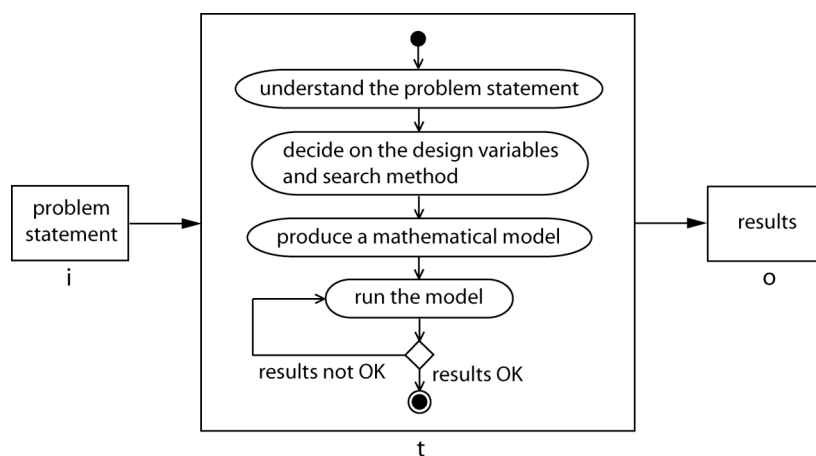 problem
statement
i
understand the problem statement
decide on the design variables
and search method
produce a mathematical model
run the model
results not OK
results OK
t
results
o